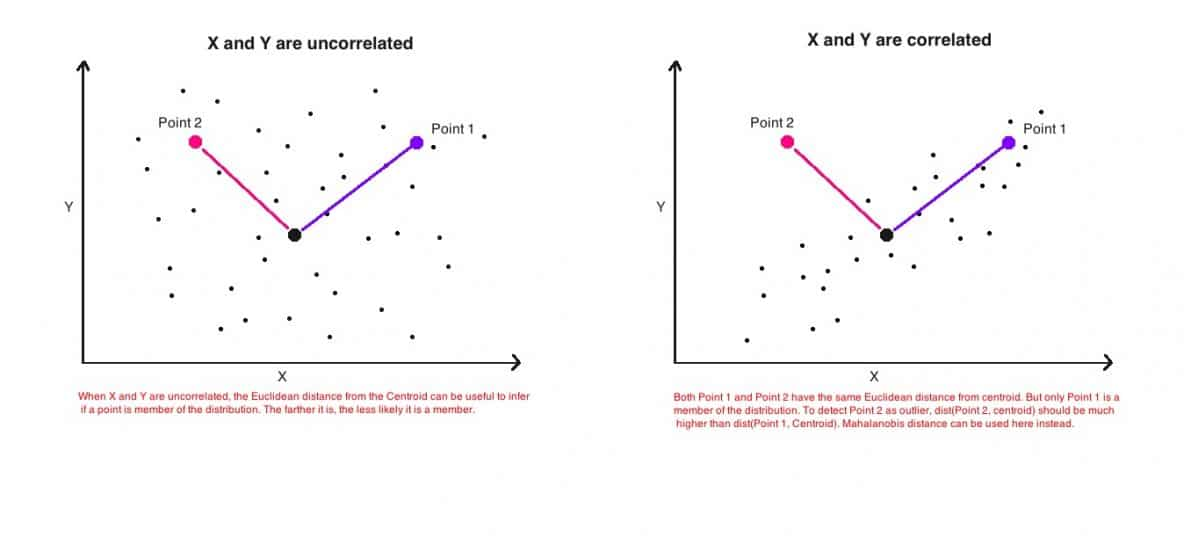 X and Y are uncorrelated
Point 2
Point 1
Y
X
When X and Y are uncorrelated, the Euclidean distance from the Centroid can be useful to infer
if a point is member of the distribution. The farther it is, the less likely it is a member.
X and Y are correlated
Point 2
Point 1
Y
X
Both Point 1 and Point 2 have the same Euclidean distance from centroid. But only Point 1 is a
member of the distribution. To detect Point 2 as outlier, dist(Point 2, centroid) should be much
higher than dist(Point 1, Centroid). Mahalanobis distance can be used here instead.